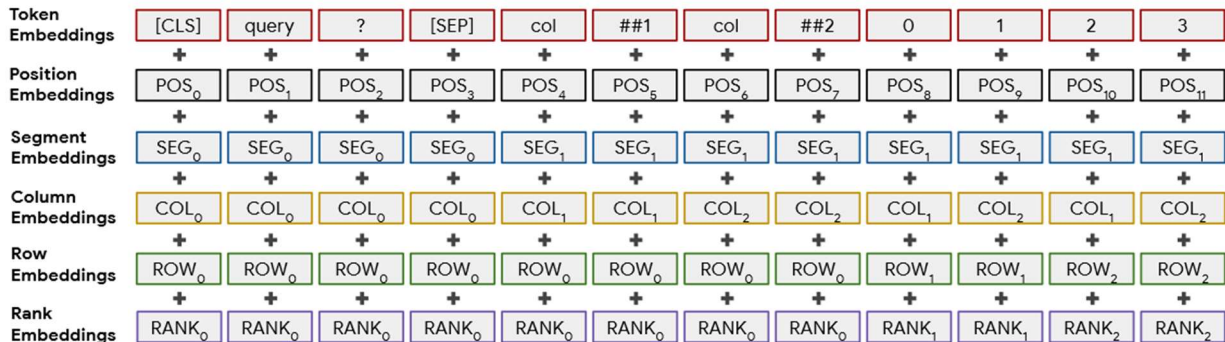 Token Embeddings [CLS] query ? [SEP] col ##1 col ##2 0 1 2 3
+ + + + + + + + + + + +
Position Embeddings POS₀ POS₁ POS₂ POS₃ POS₄ POS₅ POS₆ POS₇ POS₈ POS₉ POS₁₀ POS₁₁
+ + + + + + + + + + + +
Segment Embeddings SEG₀ SEG₀ SEG₀ SEG₀ SEG₁ SEG₁ SEG₁ SEG₁ SEG₁ SEG₁ SEG₁ SEG₁
+ + + + + + + + + + + +
Column Embeddings COL₀ COL₀ COL₀ COL₀ COL₁ COL₁ COL₂ COL₂ COL₁ COL₂ COL₁ COL₂
+ + + + + + + + + + + +
Row Embeddings ROW₀ ROW₀ ROW₀ ROW₀ ROW₀ ROW₀ ROW₀ ROW₀ ROW₁ ROW₁ ROW₂ ROW₂
+ + + + + + + + + + + +
Rank Embeddings RANK₀ RANK₀ RANK₀ RANK₀ RANK₀ RANK₀ RANK₀ RANK₀ RANK₁ RANK₁ RANK₂ RANK₂